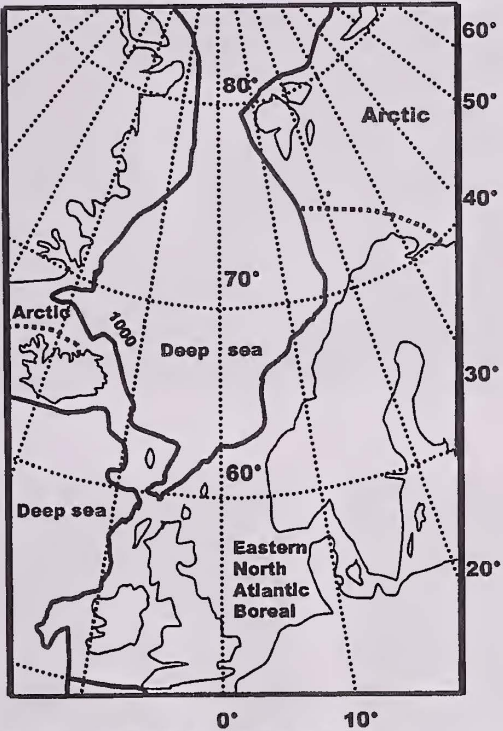 60°
80°
50°
Arctic
40°
70°
Arctic
1000
Deep sea
30°
60°
Deep sea
Eastern
North
Atlantic
Boreal
20°
0°
10°